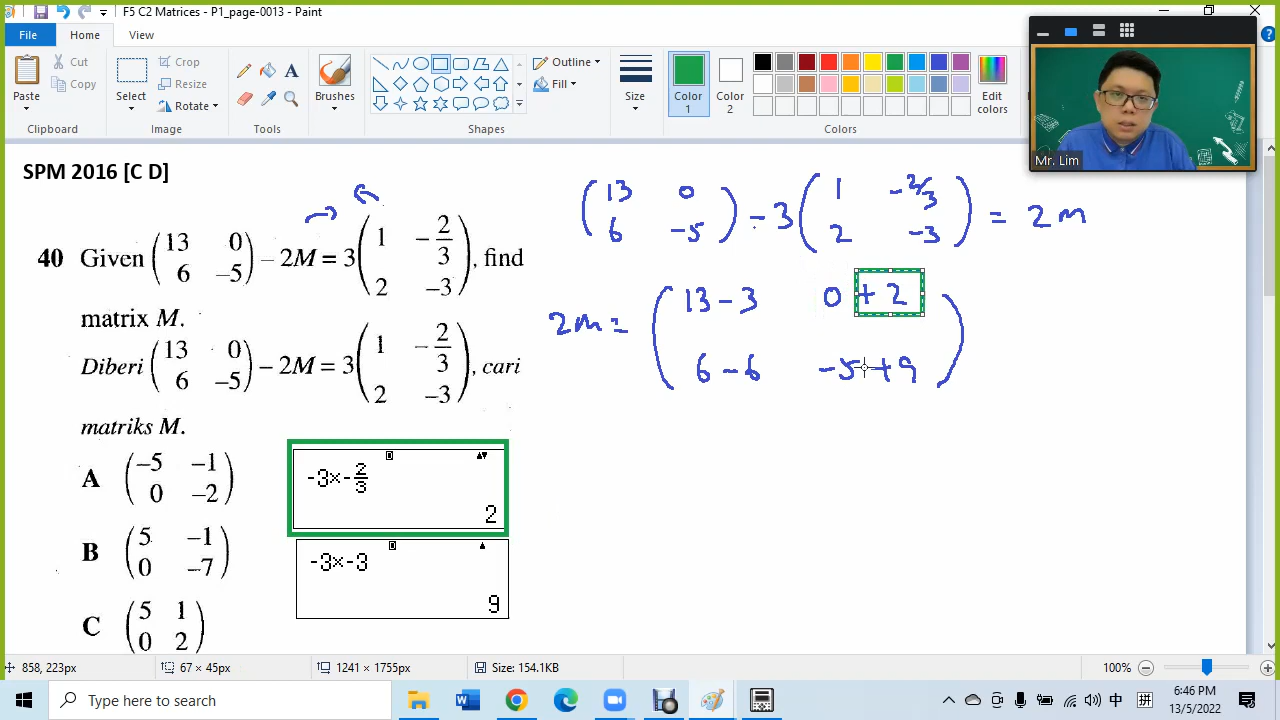 F5 C2 Matrices - P1_page-0013 - Paint
File Home View
Paste Cut Copy Clipboard
Select Crop Resize Rotate Image
Tools
Brushes
Outline Fill Shapes
Size
Color 1 Color 2 Edit colors Colors
Mr. Lim
SPM 2016 [C D]
40 Given (13 0; 6 -5) − 2M = 3(1 −2/3; 2 −3), find
matrix M.
Diberi (13 0; 6 −5) − 2M = 3(1 −2/3; 2 −3), cari
matriks M.
A (−5 −1; 0 −2)
B (5 −1; 0 −7)
C (5 1; 0 2)
-3×-2/3
2
-3×-3
9
(13 0; 6 -5) - 3(1 -2/3; 2 -3) = 2M
2M = (13-3 0+2; 6-6 -5+9)
858, 223px 67 × 45px 1241 × 1755px Size: 154.1KB 100%
Type here to search
中 拼 6:46 PM
13/5/2022